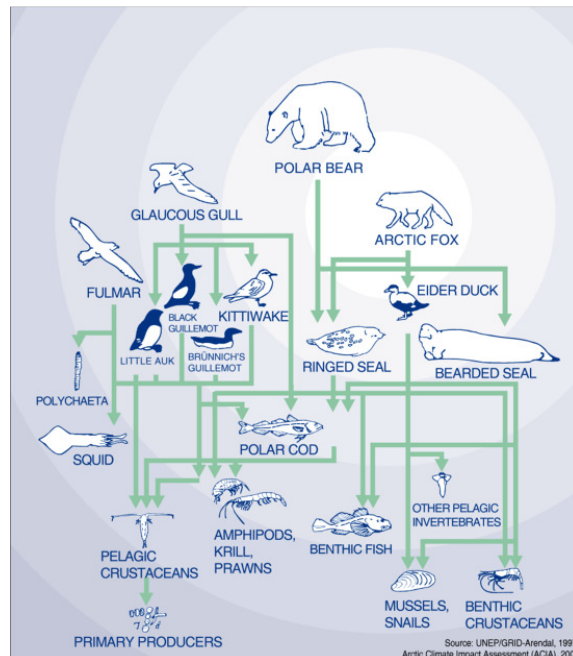 POLAR BEAR
GLAUCOUS GULL
ARCTIC FOX
FULMAR
BLACK
GUILLEMOT
KITTIWAKE
EIDER DUCK
LITTLE AUK
BRÜNNICH'S
GUILLEMOT
RINGED SEAL
BEARDED SEAL
POLYCHAETA
SQUID
POLAR COD
OTHER PELAGIC
INVERTEBRATES
AMPHIPODS,
KRILL,
PRAWNS
BENTHIC FISH
PELAGIC
CRUSTACEANS
MUSSELS,
SNAILS
BENTHIC
CRUSTACEANS
PRIMARY PRODUCERS
Source: UNEP/GRID-Arendal, 199
Arctic Climate Impact Assessment (ACIA), 200